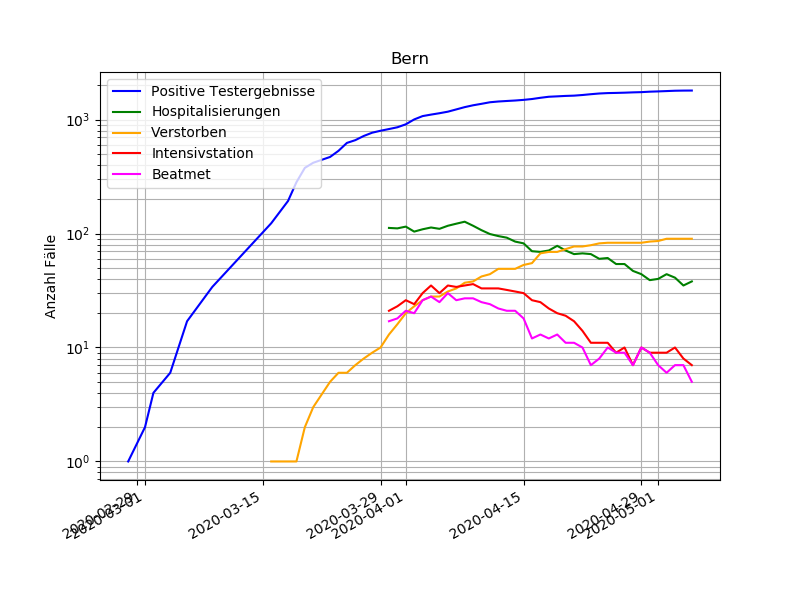 Bern
Positive Testergebnisse
Hospitalisierungen
Verstorben
Intensivstation
Beatmet
Anzahl Fälle
10³
10²
10¹
10⁰
2020-02-29
2020-03-01
2020-03-15
2020-03-29
2020-04-01
2020-04-15
2020-04-29
2020-05-01